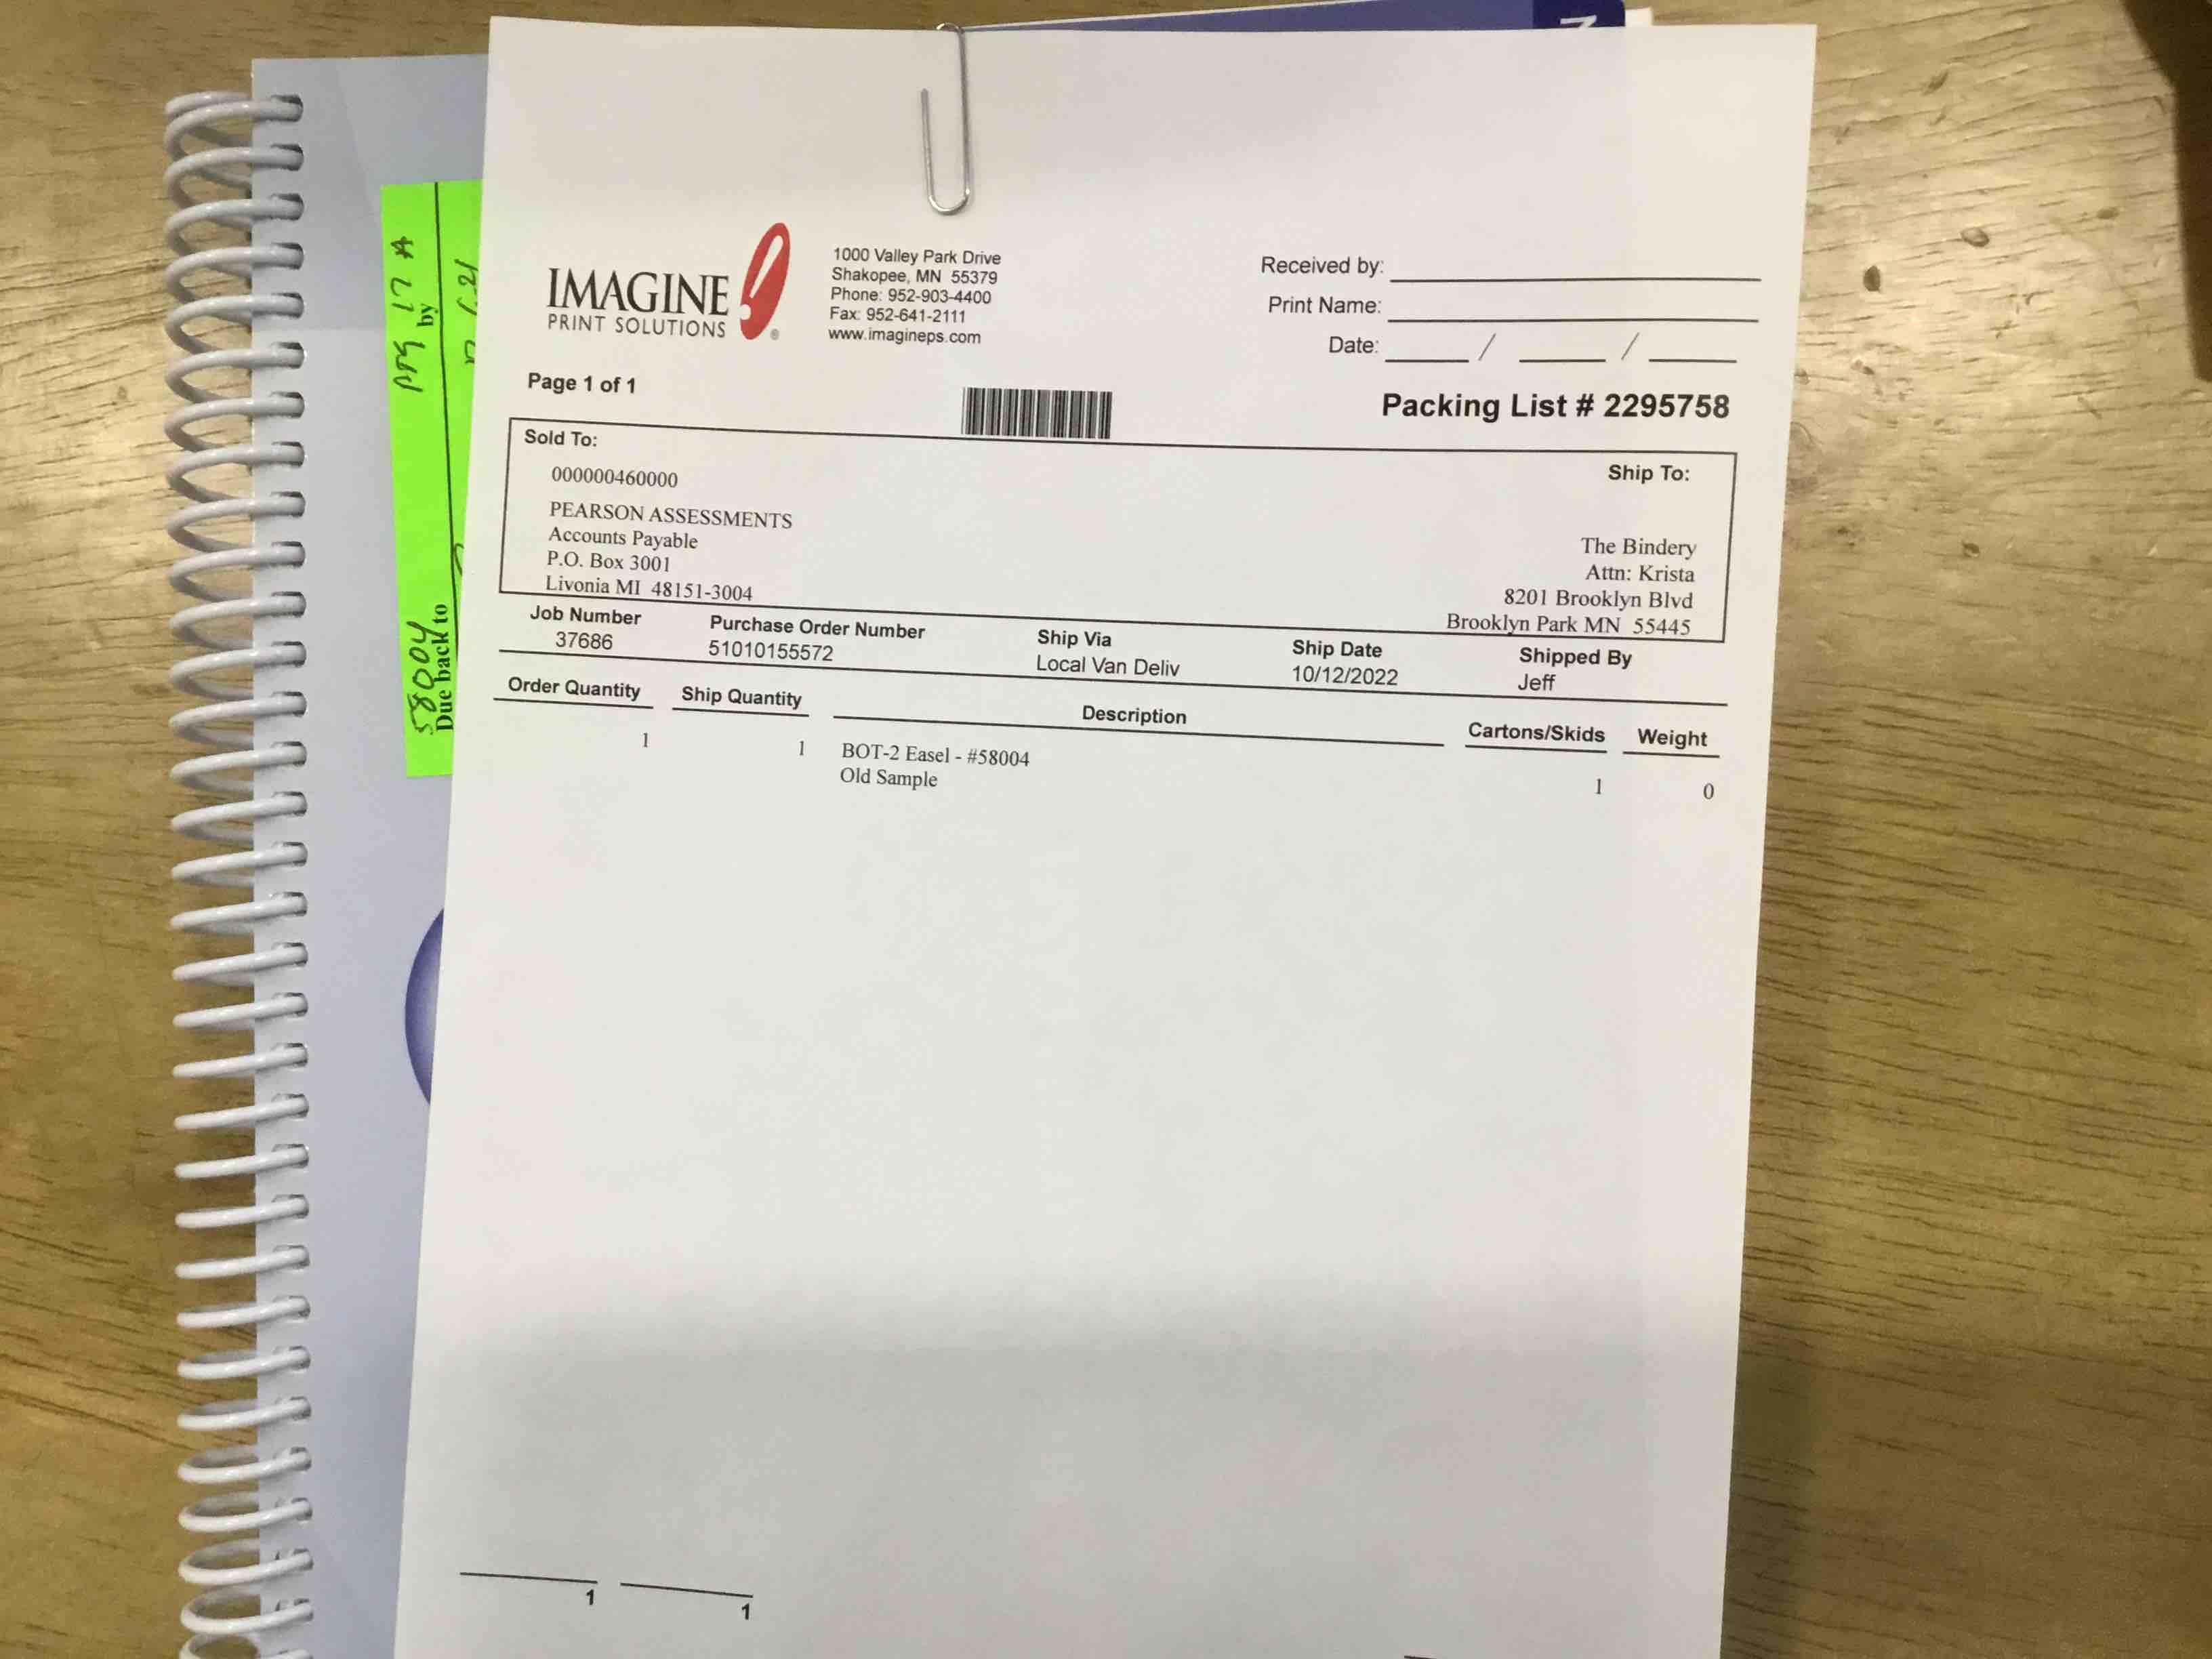 IMAGINE
PRINT SOLUTIONS
®
1000 Valley Park Drive
Shakopee, MN 55379
Phone: 952-903-4400
Fax: 952-641-2111
www.imagineps.com
Received by:
Print Name:
Date: / /
Page 1 of 1
Packing List # 2295758
Sold To:
000000460000
PEARSON ASSESSMENTS
Accounts Payable
P.O. Box 3001
Livonia MI 48151-3004
Ship To:
The Bindery
Attn: Krista
8201 Brooklyn Blvd
Brooklyn Park MN 55445
Job Number Purchase Order Number Ship Via Ship Date Shipped By
37686 51010155572 Local Van Deliv 10/12/2022 Jeff
Order Quantity Ship Quantity Description Cartons/Skids Weight
1 1 BOT-2 Easel - #58004 1 0
Old Sample
1 1
58004
Due back to by